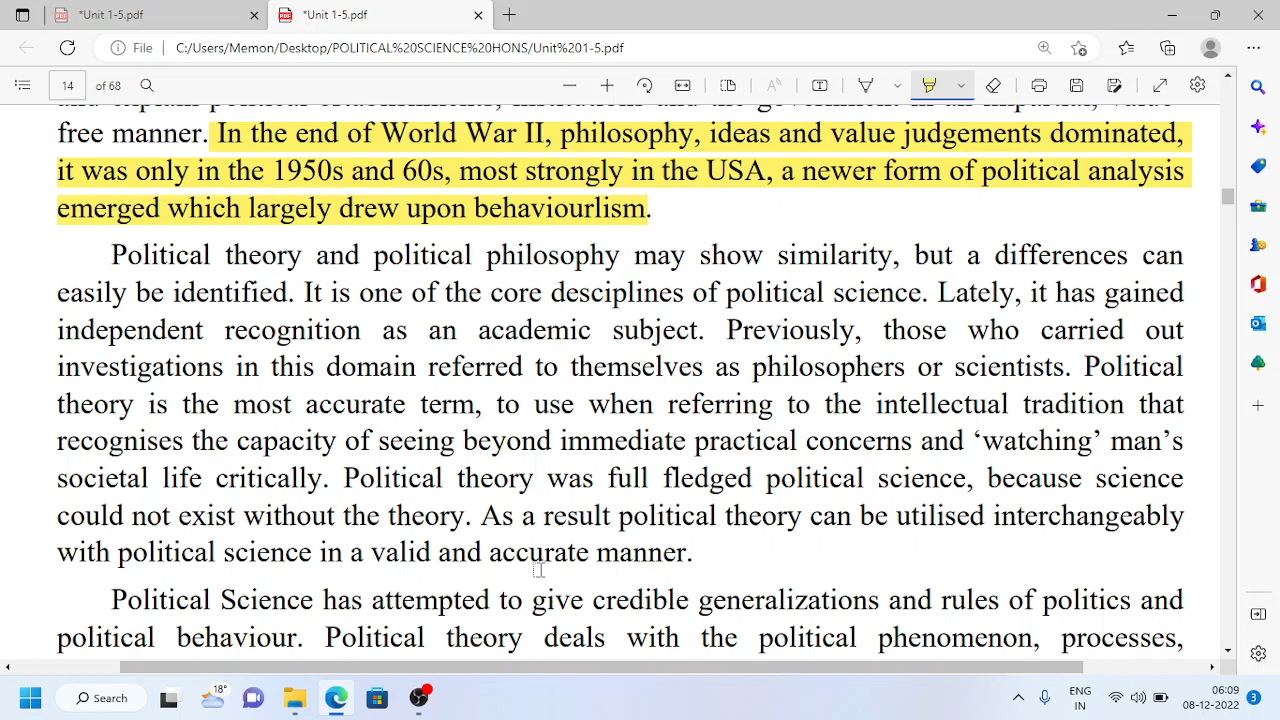 *Unit 1-5.pdf
*Unit 1-5.pdf
File
C:/Users/Memon/Desktop/POLITICAL%20SCIENCE%20HONS/Unit%201-5.pdf
14 of 68
free manner. In the end of World War II, philosophy, ideas and value judgements dominated,
it was only in the 1950s and 60s, most strongly in the USA, a newer form of political analysis
emerged which largely drew upon behaviourlism.
Political theory and political philosophy may show similarity, but a differences can
easily be identified. It is one of the core desciplines of political science. Lately, it has gained
independent recognition as an academic subject. Previously, those who carried out
investigations in this domain referred to themselves as philosophers or scientists. Political
theory is the most accurate term, to use when referring to the intellectual tradition that
recognises the capacity of seeing beyond immediate practical concerns and ‘watching’ man’s
societal life critically. Political theory was full fledged political science, because science
could not exist without the theory. As a result political theory can be utilised interchangeably
with political science in a valid and accurate manner.
Political Science has attempted to give credible generalizations and rules of politics and
political behaviour. Political theory deals with the political phenomenon, processes,
Search
18°
ENG
IN
06:09
08-12-2022
3